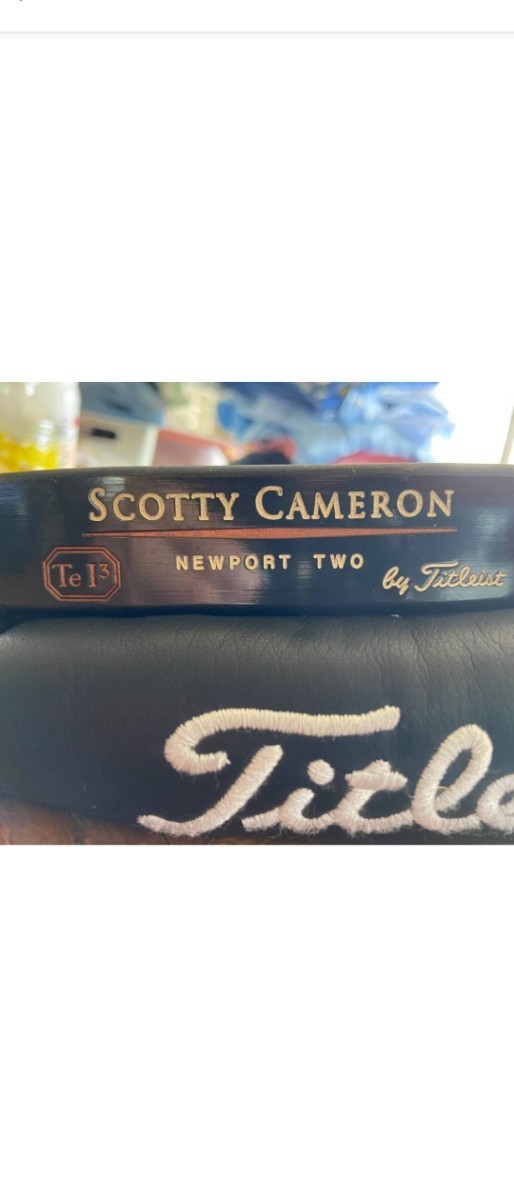 SCOTTY CAMERON
NEWPORT TWO
Te I³
by Titleist
Title